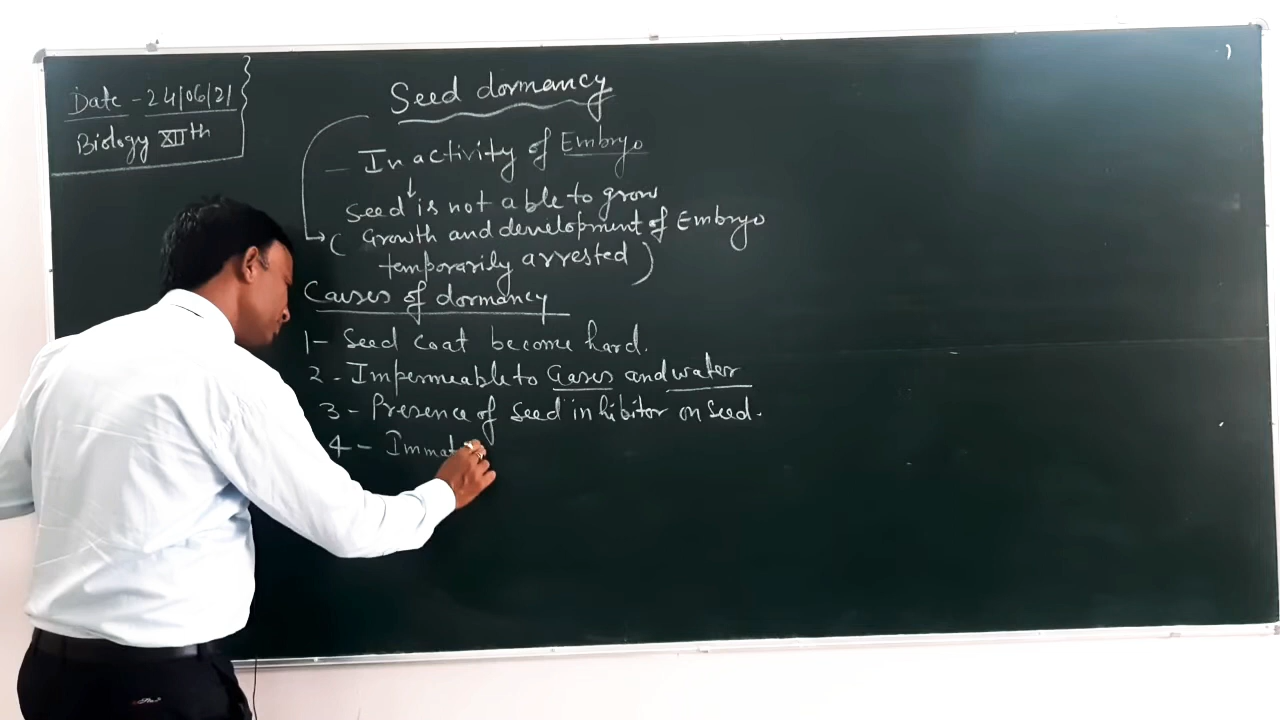 Date - 24/06/21
Biology XIIth
Seed dormancy
- Inactivity of Embryo
Seed is not able to grow
( Growth and development of Embryo
temporarily arrested )
Causes of dormancy
1- Seed Coat become hard.
2 - Impermeable to Gases and water
3 - Presence of Seed inhibitor on Seed.
4 - Immat